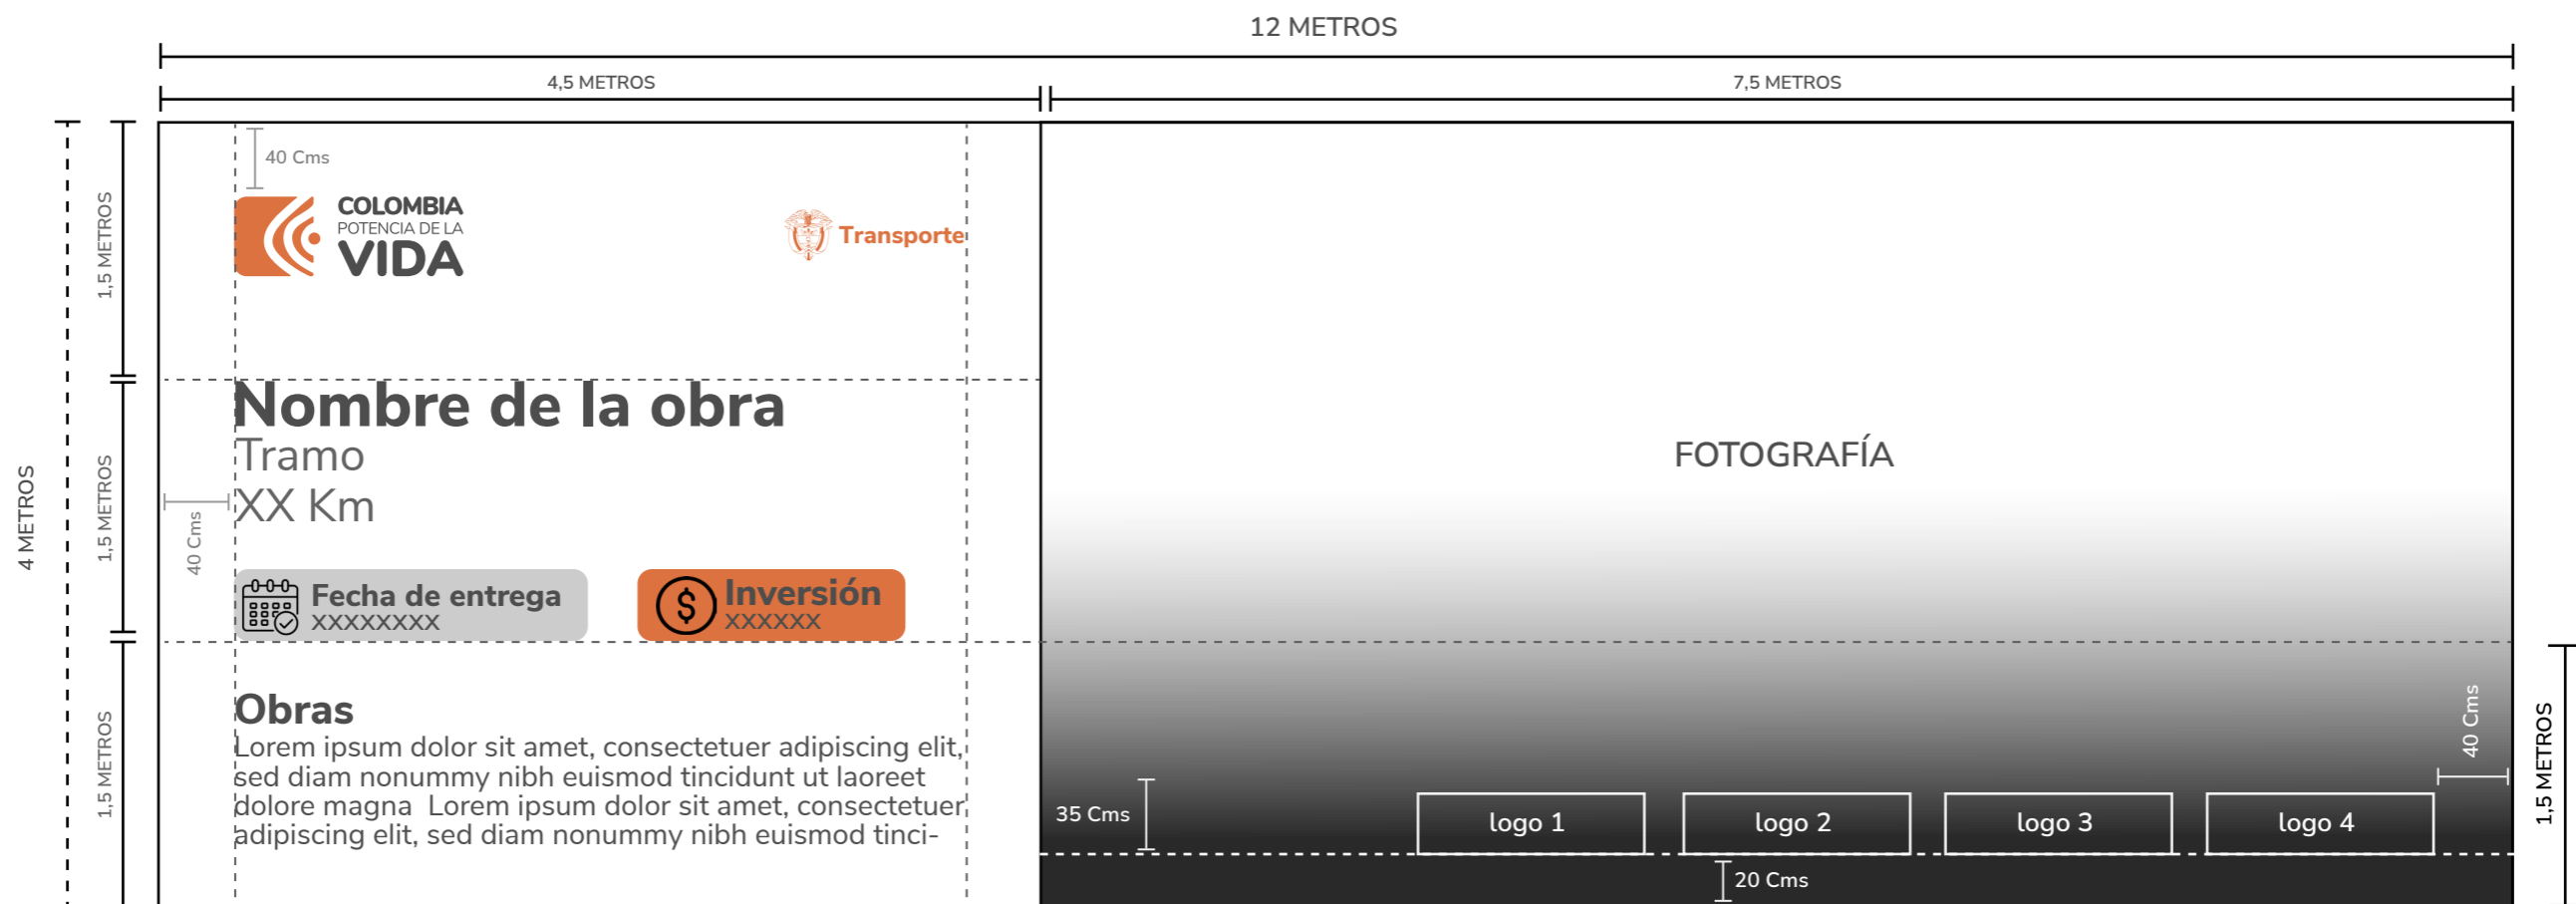 12 METROS
4,5 METROS
7,5 METROS
4 METROS
1,5 METROS
40 Cms
COLOMBIA
POTENCIA DE LA
VIDA
Transporte
1,5 METROS
40 Cms
Nombre de la obra
Tramo
XX Km
Fecha de entrega
XXXXXXXX
Inversión
XXXXXX
FOTOGRAFÍA
1,5 METROS
Obras
Lorem ipsum dolor sit amet, consectetuer adipiscing elit,
sed diam nonummy nibh euismod tincidunt ut laoreet
dolore magna  Lorem ipsum dolor sit amet, consectetuer
adipiscing elit, sed diam nonummy nibh euismod tinci-
35 Cms
logo 1
logo 2
logo 3
logo 4
40 Cms
1,5 METROS
20 Cms